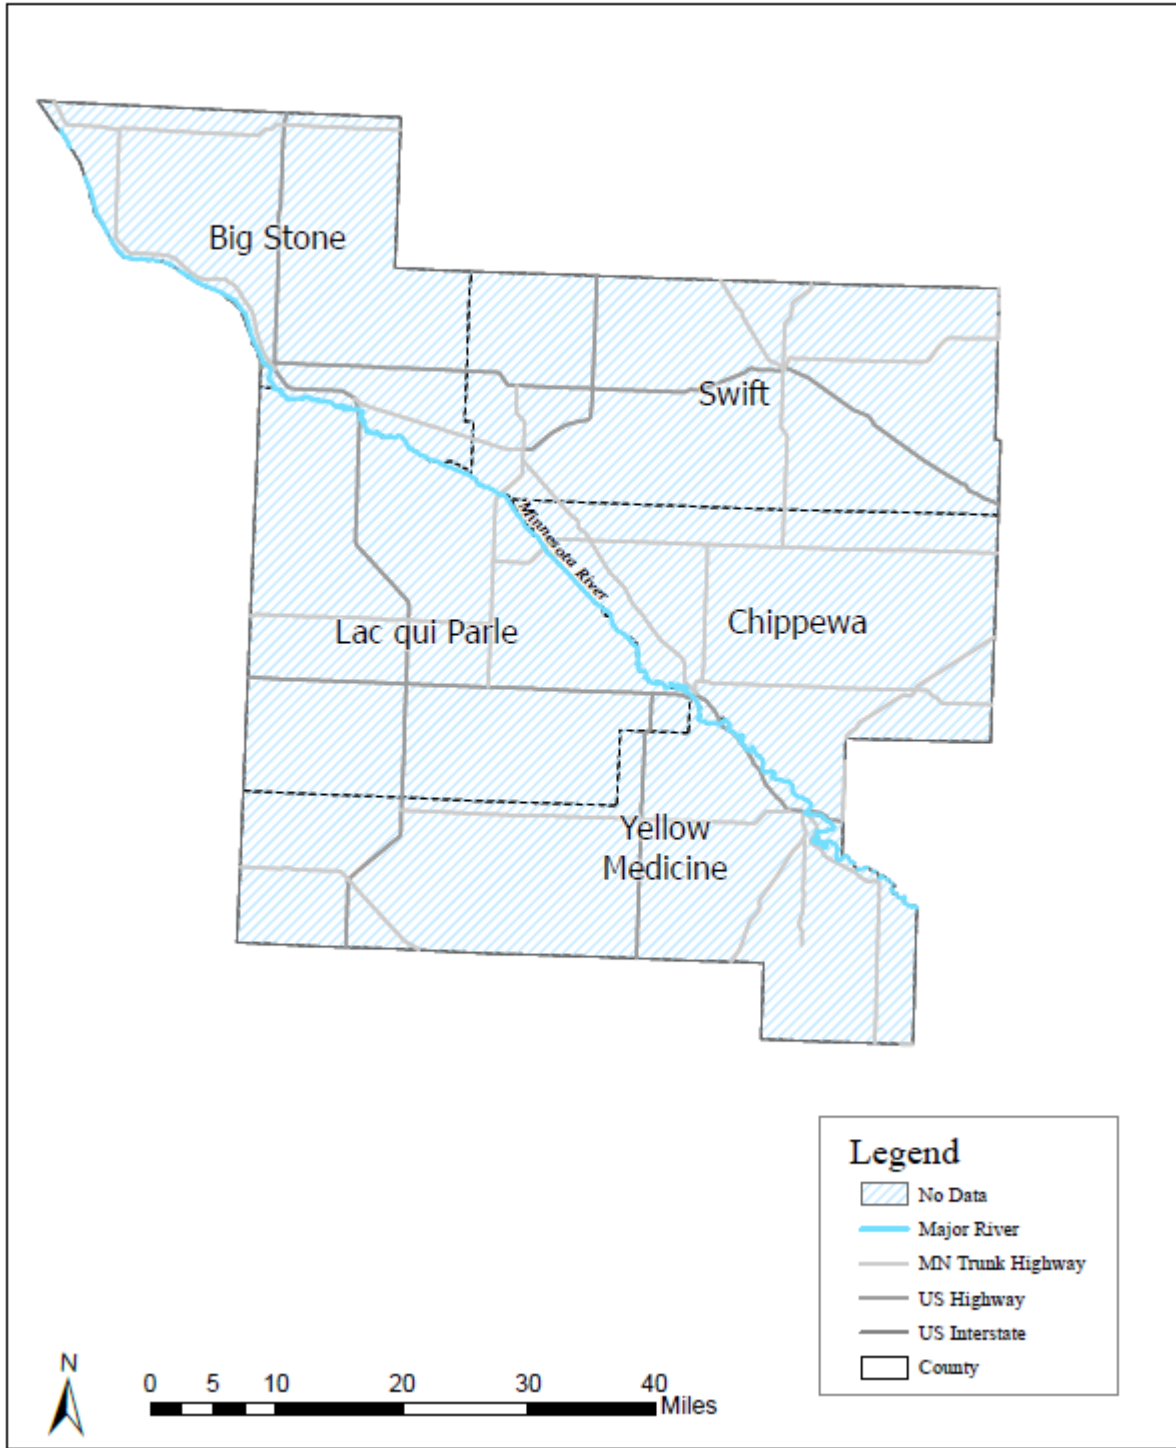 Big Stone
Swift
Minnesota River
Chippewa
Lac qui Parle
Yellow
Medicine
Legend
No Data
Major River
MN Trunk Highway
US Highway
US Interstate
County
N
0 5 10 20 30 40
Miles